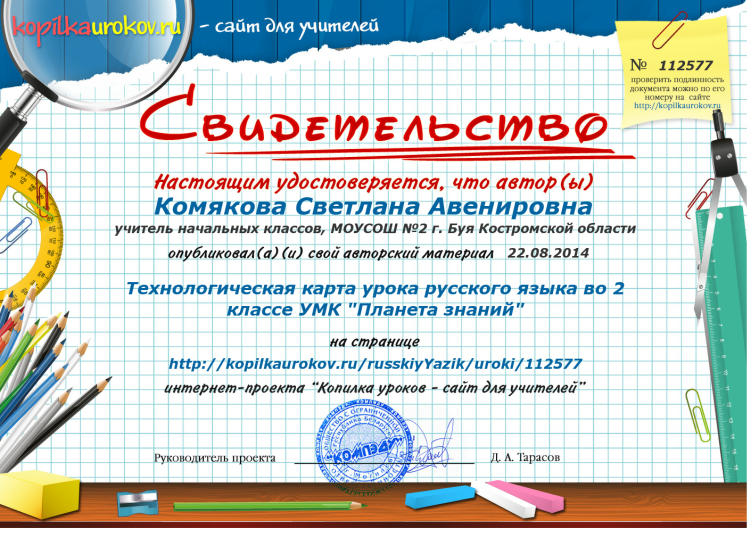 kopilkaurokov.ru - сайт для учителей
№ 112577
проверить подлинность
документа можно по его
номеру на сайте
http://kopilkaurokov.ru
Свидетельство
Настоящим удостоверяется, что автор(ы)
Комякова Светлана Авенировна
учитель начальных классов, МОУСОШ №2 г. Буя Костромской области
опубликовал(а)(и) свой авторский материал 22.08.2014
Технологическая карта урока русского языка во 2
классе УМК "Планета знаний"
на странице
http://kopilkaurokov.ru/russkiyYazik/uroki/112577
интернет-проекта “Копилка уроков - сайт для учителей”
"КОМПЭДУ"
Руководитель проекта
Д. А. Тарасов